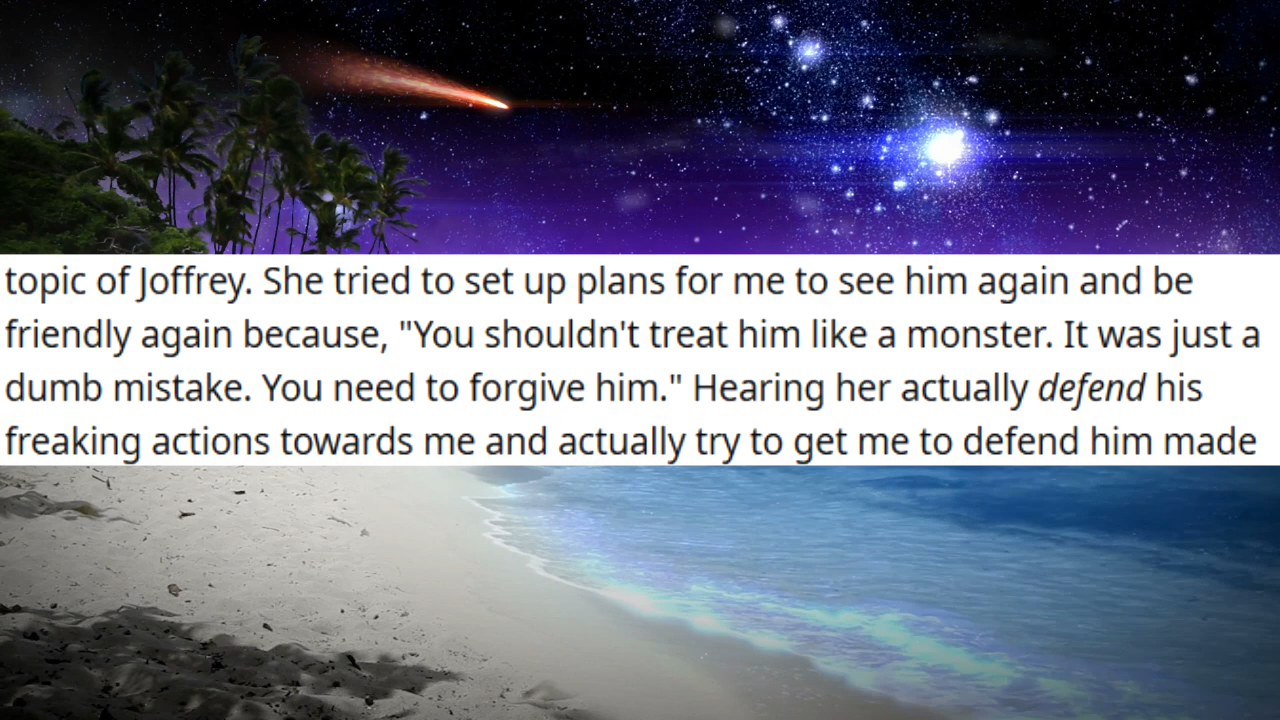 topic of Joffrey. She tried to set up plans for me to see him again and be
friendly again because, "You shouldn't treat him like a monster. It was just a
dumb mistake. You need to forgive him." Hearing her actually defend his
freaking actions towards me and actually try to get me to defend him made